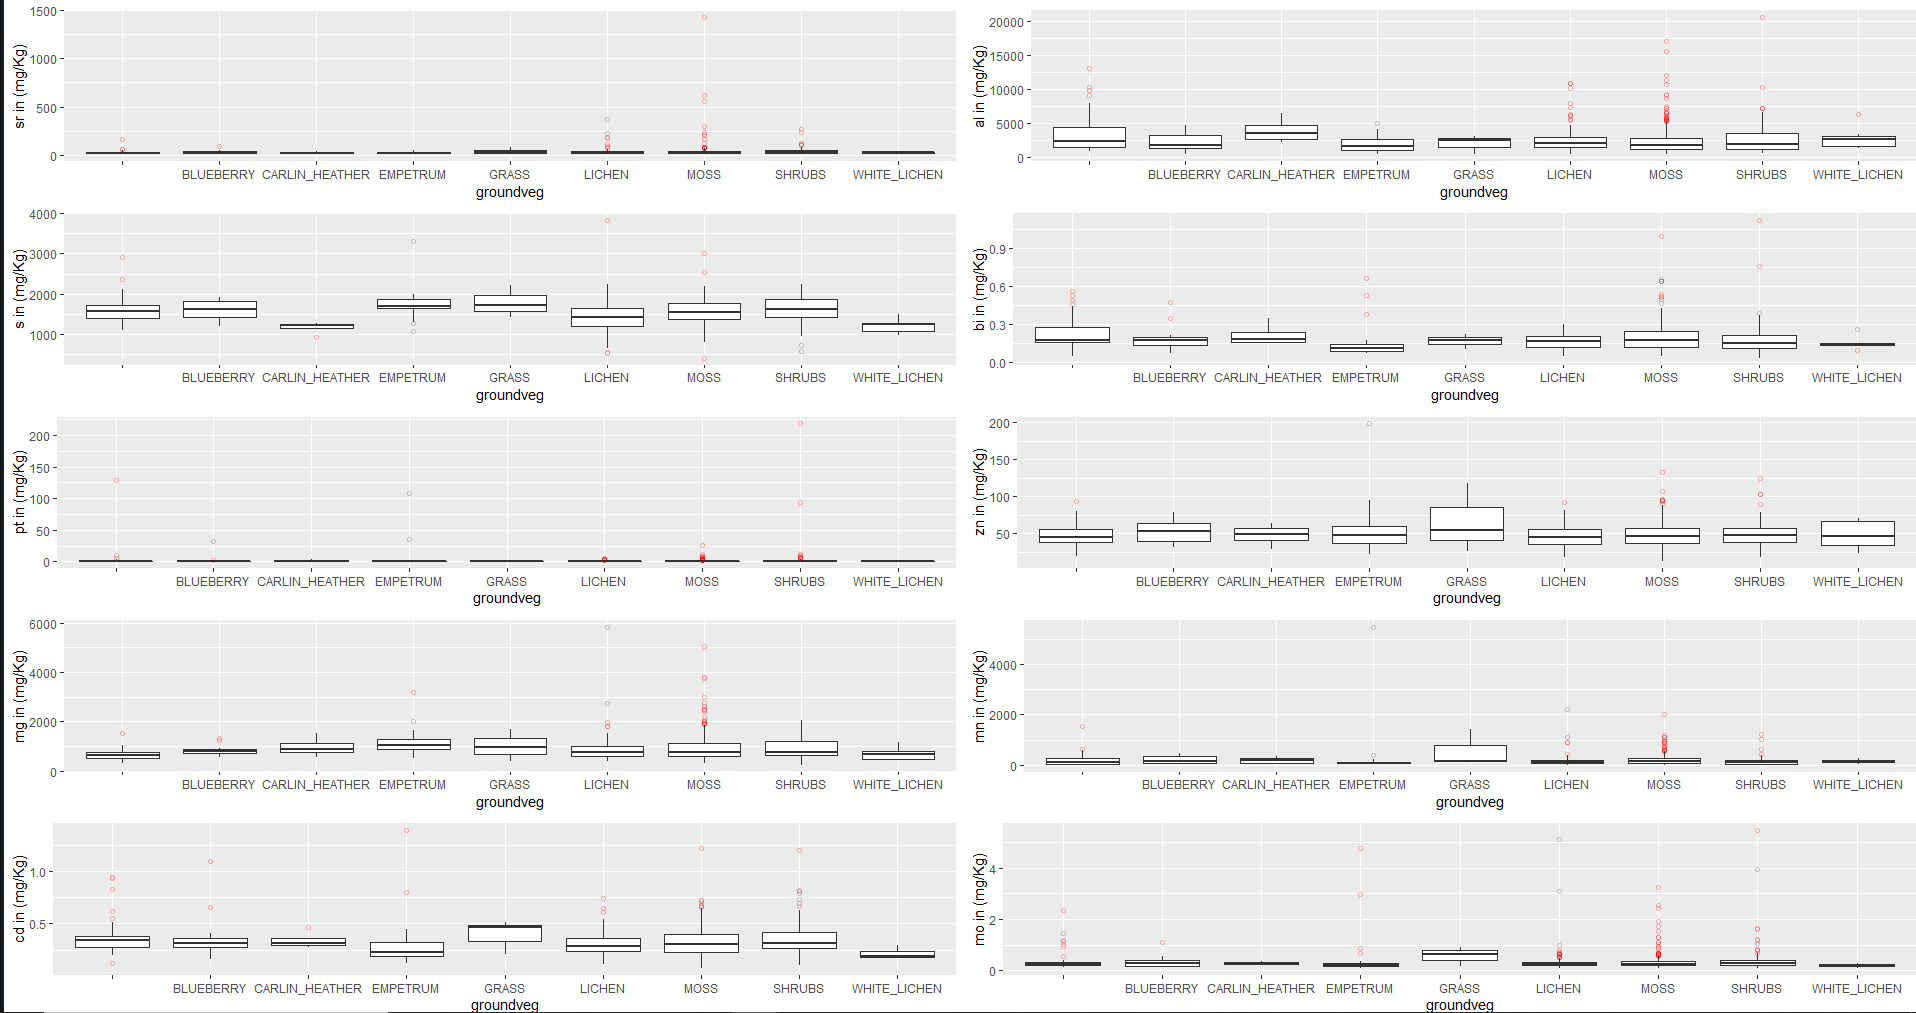 sr in (mg/Kg)
1500
1000
500
0
BLUEBERRY CARLIN_HEATHER EMPETRUM GRASS LICHEN MOSS SHRUBS WHITE_LICHEN
groundveg
al in (mg/Kg)
20000
15000
10000
5000
0
BLUEBERRY CARLIN_HEATHER EMPETRUM GRASS LICHEN MOSS SHRUBS WHITE_LICHEN
groundveg
s in (mg/Kg)
4000
3000
2000
1000
BLUEBERRY CARLIN_HEATHER EMPETRUM GRASS LICHEN MOSS SHRUBS WHITE_LICHEN
groundveg
bi in (mg/Kg)
0.9
0.6
0.3
0.0
BLUEBERRY CARLIN_HEATHER EMPETRUM GRASS LICHEN MOSS SHRUBS WHITE_LICHEN
groundveg
pt in (mg/Kg)
200
150
100
50
0
BLUEBERRY CARLIN_HEATHER EMPETRUM GRASS LICHEN MOSS SHRUBS WHITE_LICHEN
groundveg
zn in (mg/Kg)
200
150
100
50
BLUEBERRY CARLIN_HEATHER EMPETRUM GRASS LICHEN MOSS SHRUBS WHITE_LICHEN
groundveg
mg in (mg/Kg)
6000
4000
2000
0
BLUEBERRY CARLIN_HEATHER EMPETRUM GRASS LICHEN MOSS SHRUBS WHITE_LICHEN
groundveg
mn in (mg/Kg)
4000
2000
0
BLUEBERRY CARLIN_HEATHER EMPETRUM GRASS LICHEN MOSS SHRUBS WHITE_LICHEN
groundveg
cd in (mg/Kg)
1.0
0.5
BLUEBERRY CARLIN_HEATHER EMPETRUM GRASS LICHEN MOSS SHRUBS WHITE_LICHEN
groundveg
mo in (mg/Kg)
4
2
0
BLUEBERRY CARLIN_HEATHER EMPETRUM GRASS LICHEN MOSS SHRUBS WHITE_LICHEN
groundveg